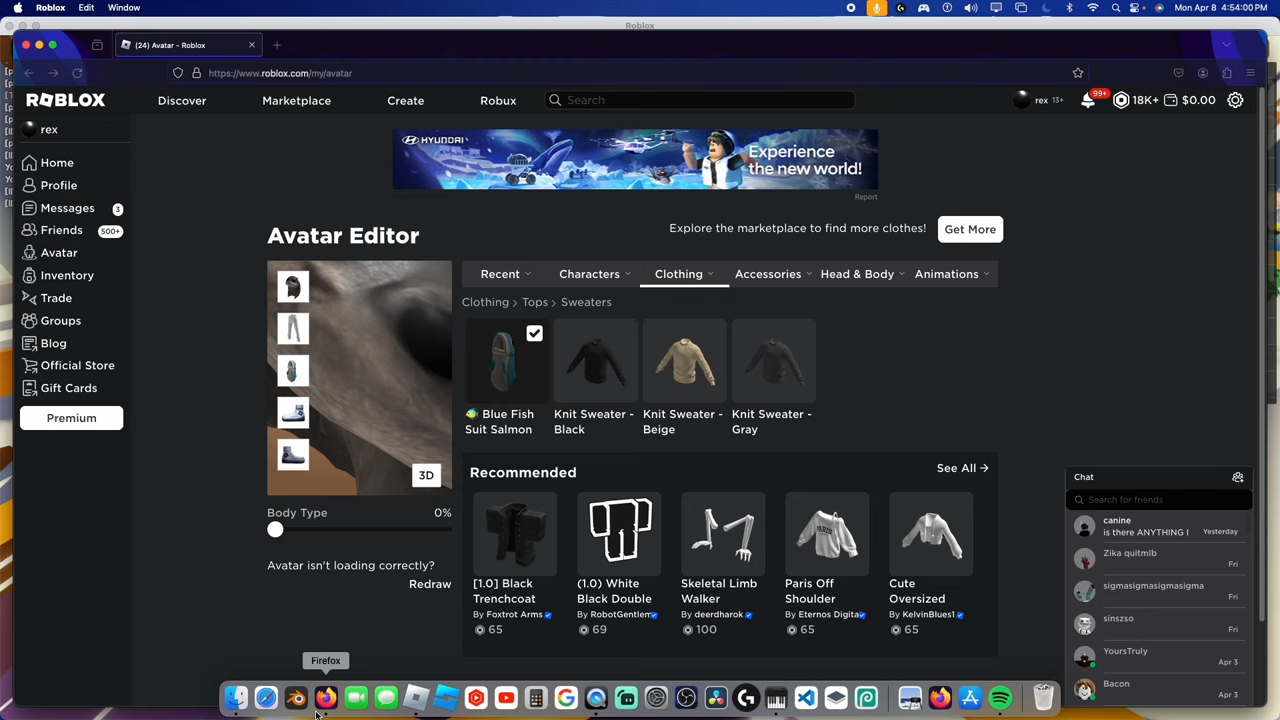 Roblox Edit Window
Mon Apr 8 4:54:00 PM
Roblox
(24) Avatar - Roblox
https://www.roblox.com/my/avatar
ROBLOX Discover Marketplace Create Robux Search rex 13+ 99+ 18K+ $0.00
rex
Home
Profile
Messages 3
Friends 500+
Avatar
Inventory
Trade
Groups
Blog
Official Store
Gift Cards
Premium
HYUNDAI
Experience
the new world!
Report
Avatar Editor
Explore the marketplace to find more clothes! Get More
Recent Characters Clothing Accessories Head & Body Animations
Clothing > Tops > Sweaters
Blue Fish
Suit Salmon
Knit Sweater -
Black
Knit Sweater -
Beige
Knit Sweater -
Gray
3D
Body Type 0%
Avatar isn't loading correctly?
Redraw
Recommended See All →
[1.0] Black
Trenchcoat
By Foxtrot Arms
65
(1.0) White
Black Double
By RobotGentlem
69
Skeletal Limb
Walker
By deerdharok
100
PARIS
Paris Off
Shoulder
By Eternos Digita
65
Cute
Oversized
By KelvinBlues1
65
Chat
Search for friends
canine
is there ANYTHING I Yesterday
Zika quitmlb
Fri
sigmasigmasigmasigma
Fri
sinszso
Fri
YoursTruly
Apr 3
Bacon
Apr 3
Firefox